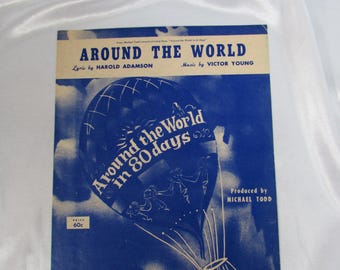 AROUND THE WORLD
Lyric by HAROLD ADAMSON
Music by VICTOR YOUNG
Around the World
in 80 days
Produced by
MICHAEL TODD
PRICE
60¢